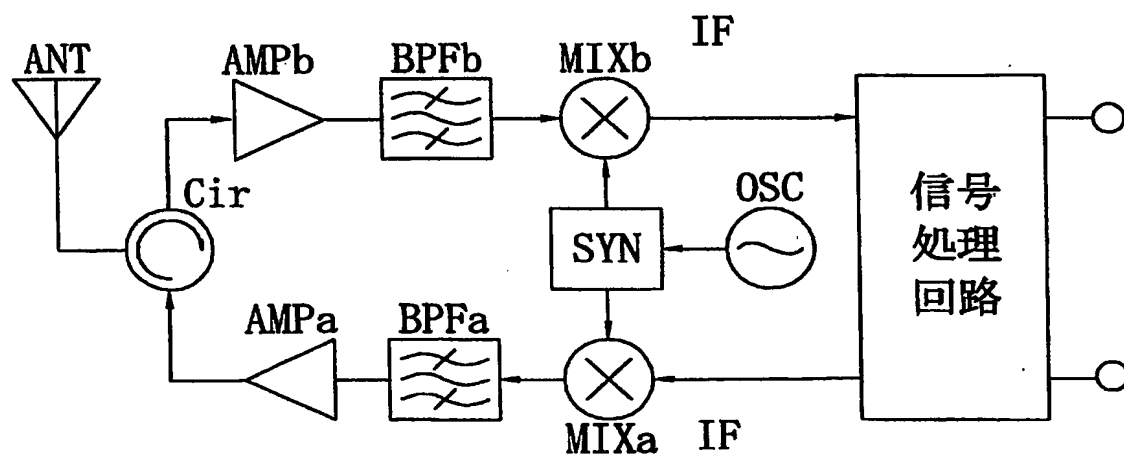 IF
ANT
AMPb
BPFb
MIXb
Cir
OSC
信号
处理
回路
SYN
AMPa
BPFa
MIXa
IF